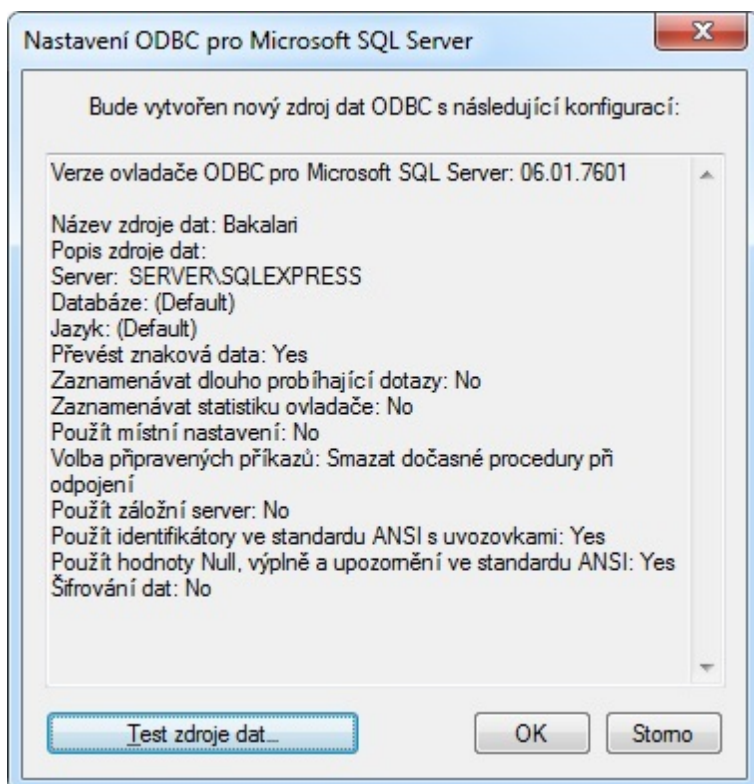 Nastavení ODBC pro Microsoft SQL Server
Bude vytvořen nový zdroj dat ODBC s následující konfigurací:
Verze ovladače ODBC pro Microsoft SQL Server: 06.01.7601
Název zdroje dat: Bakalari
Popis zdroje dat:
Server: SERVER\SQLEXPRESS
Databáze: (Default)
Jazyk: (Default)
Převést znaková data: Yes
Zaznamenávat dlouho probíhající dotazy: No
Zaznamenávat statistiku ovladače: No
Použít místní nastavení: No
Volba připravených příkazů: Smazat dočasné procedury při
odpojení
Použít záložní server: No
Použít identifikátory ve standardu ANSI s uvozovkami: Yes
Použít hodnoty Null, výplně a upozornění ve standardu ANSI: Yes
Šifrování dat: No
Test zdroje dat...
OK
Storno